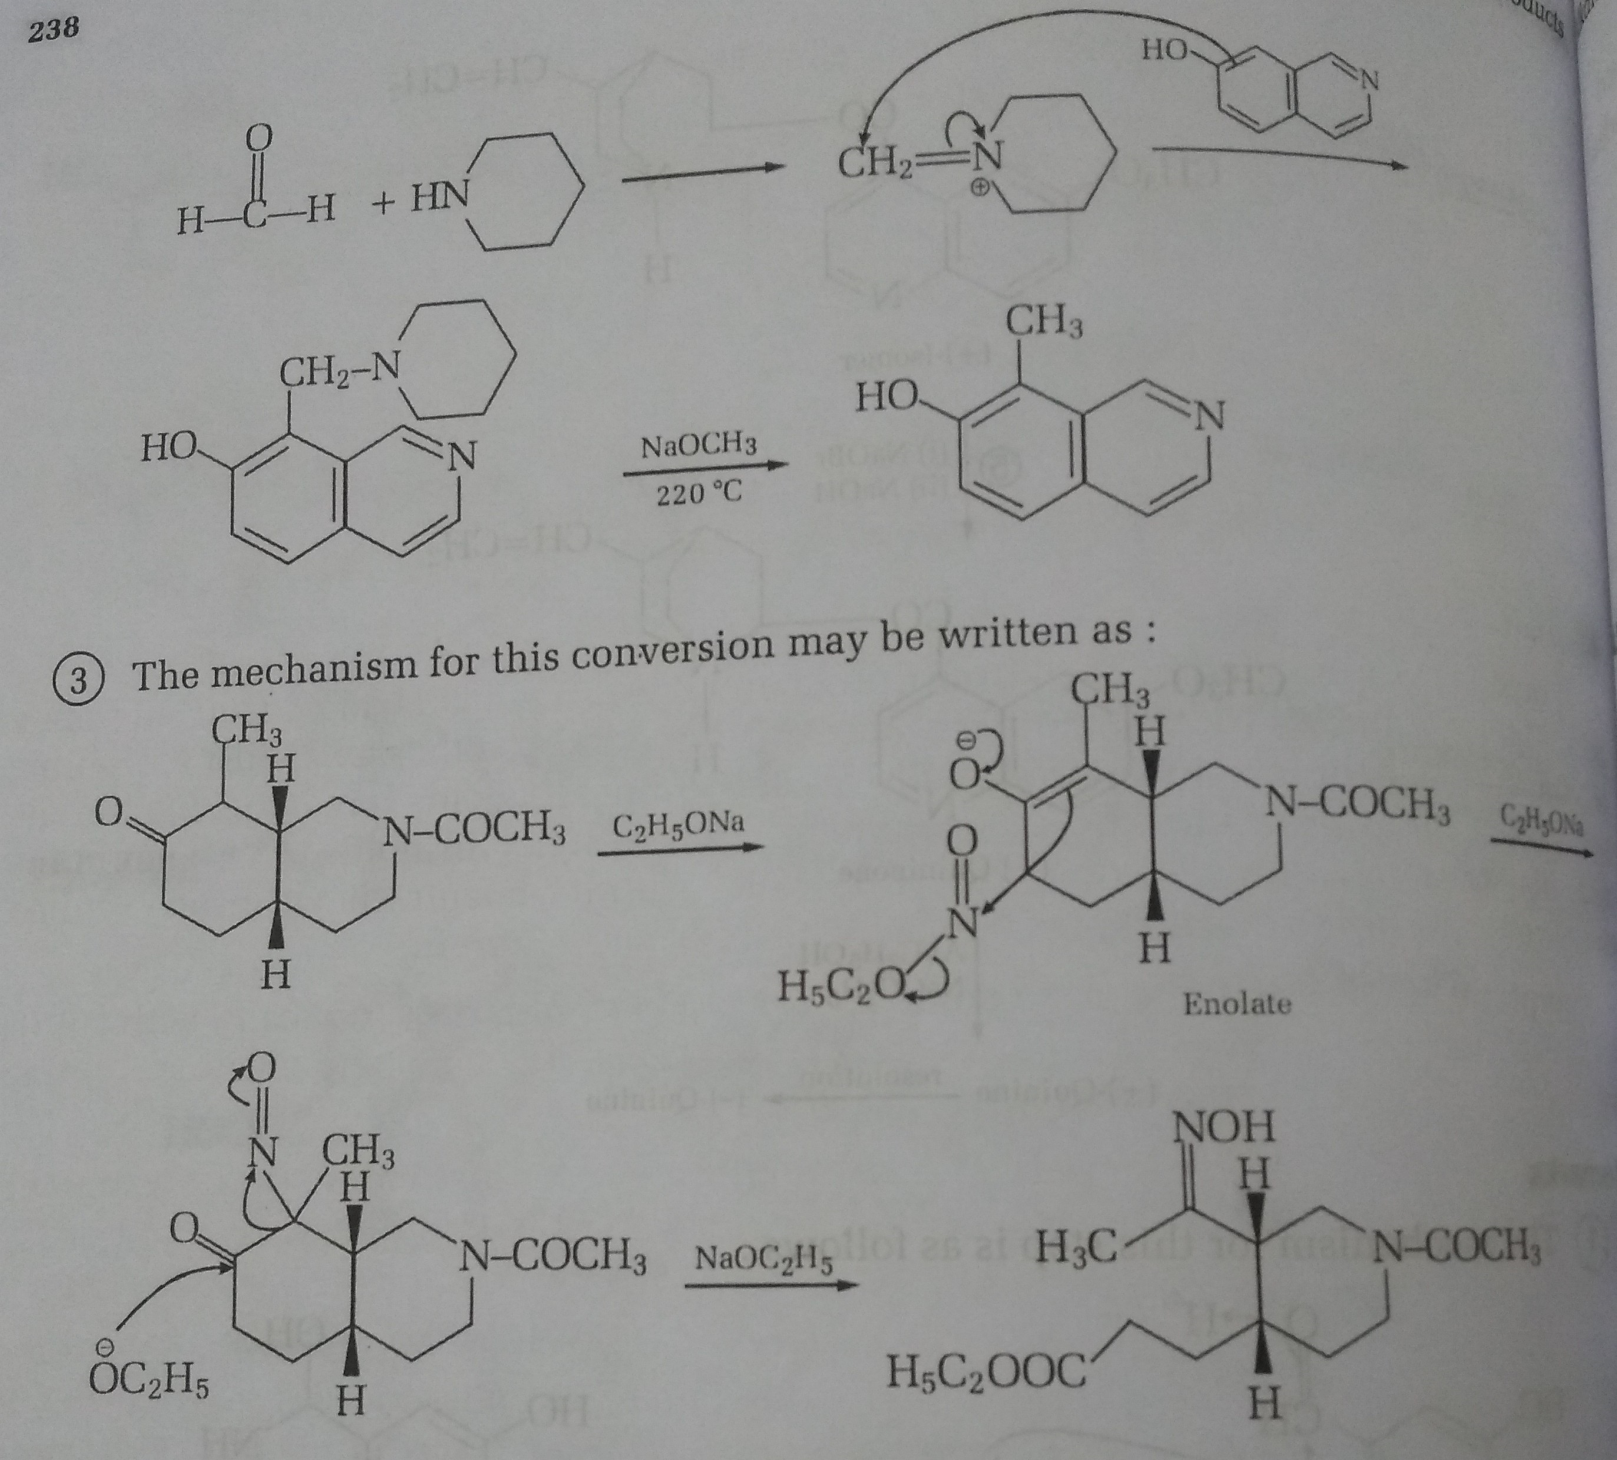 238
HO
N
O
H—C—H + HN
CH₂=N
⊕
CH₂–N
HO
N
NaOCH₃
220 °C
CH₃
HO
N
③ The mechanism for this conversion may be written as :
CH₃
H
O
N–COCH₃
H
C₂H₅ONa
CH₃
H
⊖
O
N–COCH₃
O
N
H₅C₂O
H
Enolate
C₂H₅ONa
O
N
CH₃
H
O
N–COCH₃
⊖
OC₂H₅
H
NaOC₂H₅
NOH
H
H₃C
N–COCH₃
H₅C₂OOC
H